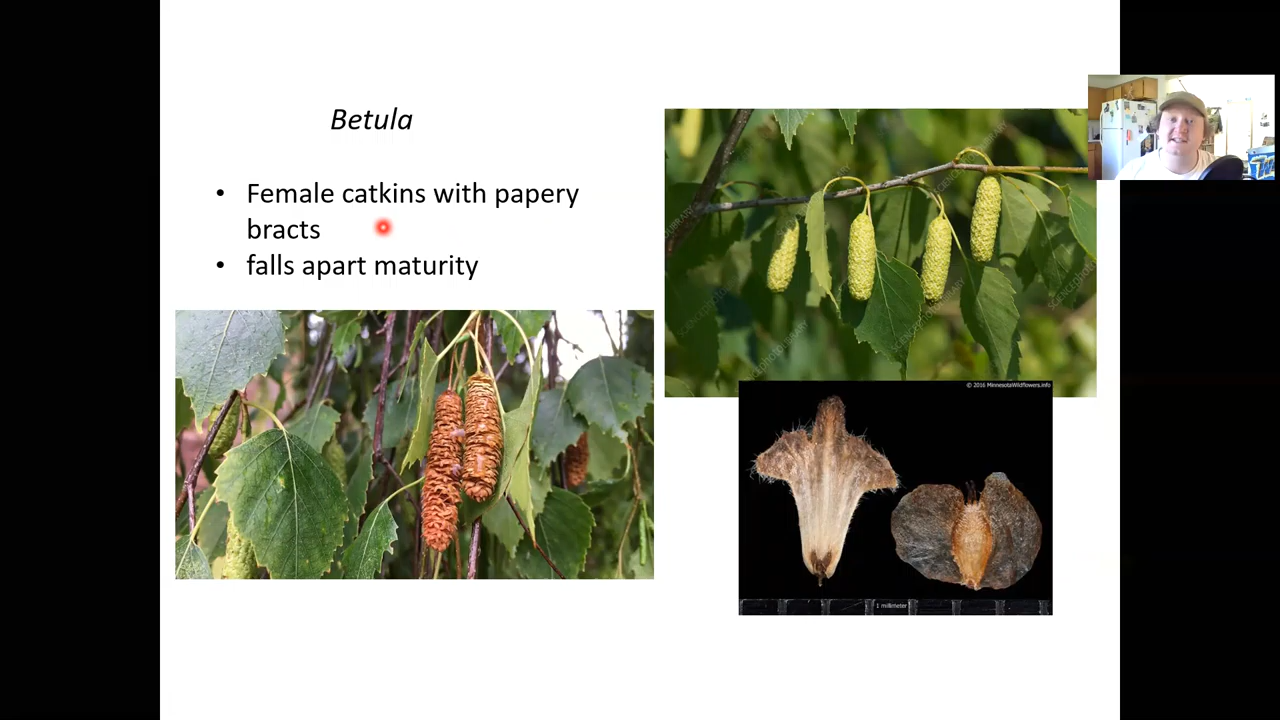 Betula
• Female catkins with papery
bracts
• falls apart maturity
© 2016 MinnesotaWildflowers.info
1 millimeter